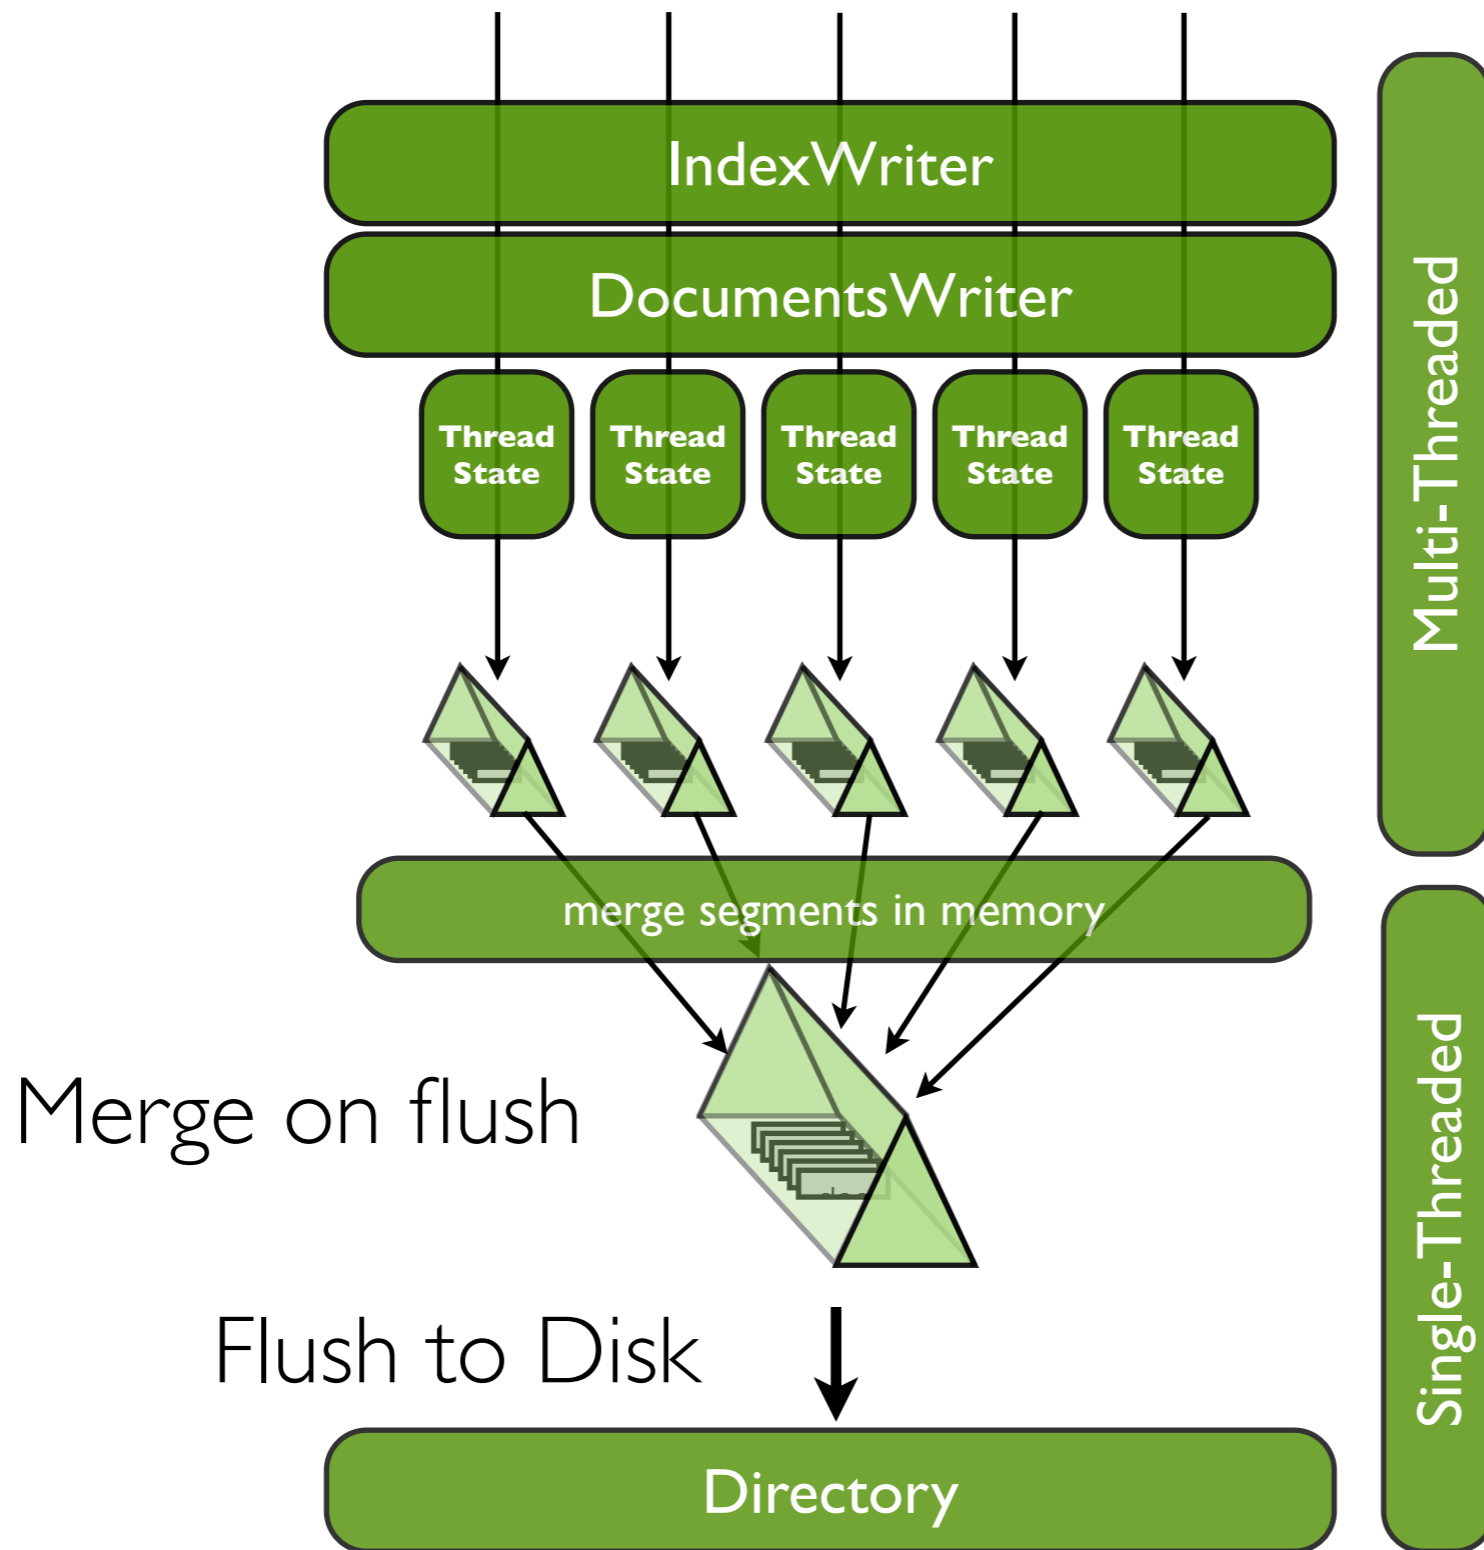 IndexWriter
DocumentsWriter
Thread
State
Thread
State
Thread
State
Thread
State
Thread
State
Multi-Threaded
merge segments in memory
Merge on flush
Flush to Disk
Directory
Single-Threaded